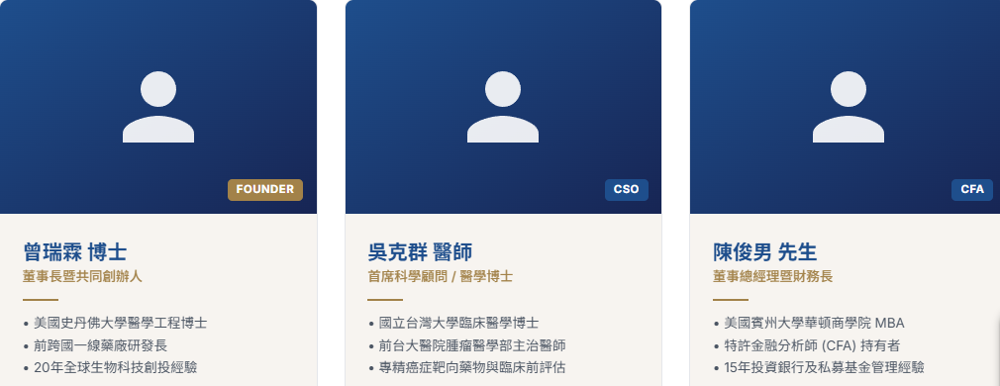 FOUNDER
曾瑞霖 博士
董事長暨共同創辦人
• 美國史丹佛大學醫學工程博士
• 前跨國一線藥廠研發長
• 20年全球生物科技創投經驗
CSO
吳克群 醫師
首席科學顧問 / 醫學博士
• 國立台灣大學臨床醫學博士
• 前台大醫院腫瘤醫學部主治醫師
• 專精癌症靶向藥物與臨床前評估
CFA
陳俊男 先生
董事總經理暨財務長
• 美國賓州大學華頓商學院 MBA
• 特許金融分析師 (CFA) 持有者
• 15年投資銀行及私募基金管理經驗